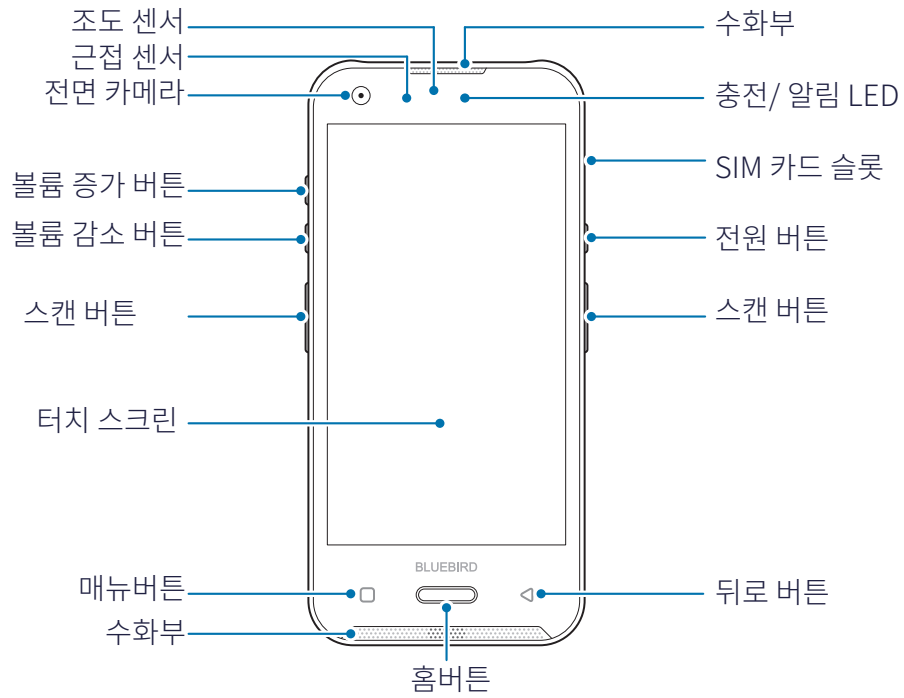 조도 센서
근접 센서
전면 카메라
볼륨 증가 버튼
볼륨 감소 버튼
스캔 버튼
터치 스크린
매뉴버튼
수화부
수화부
충전/ 알림 LED
SIM 카드 슬롯
전원 버튼
스캔 버튼
뒤로 버튼
BLUEBIRD
홈버튼